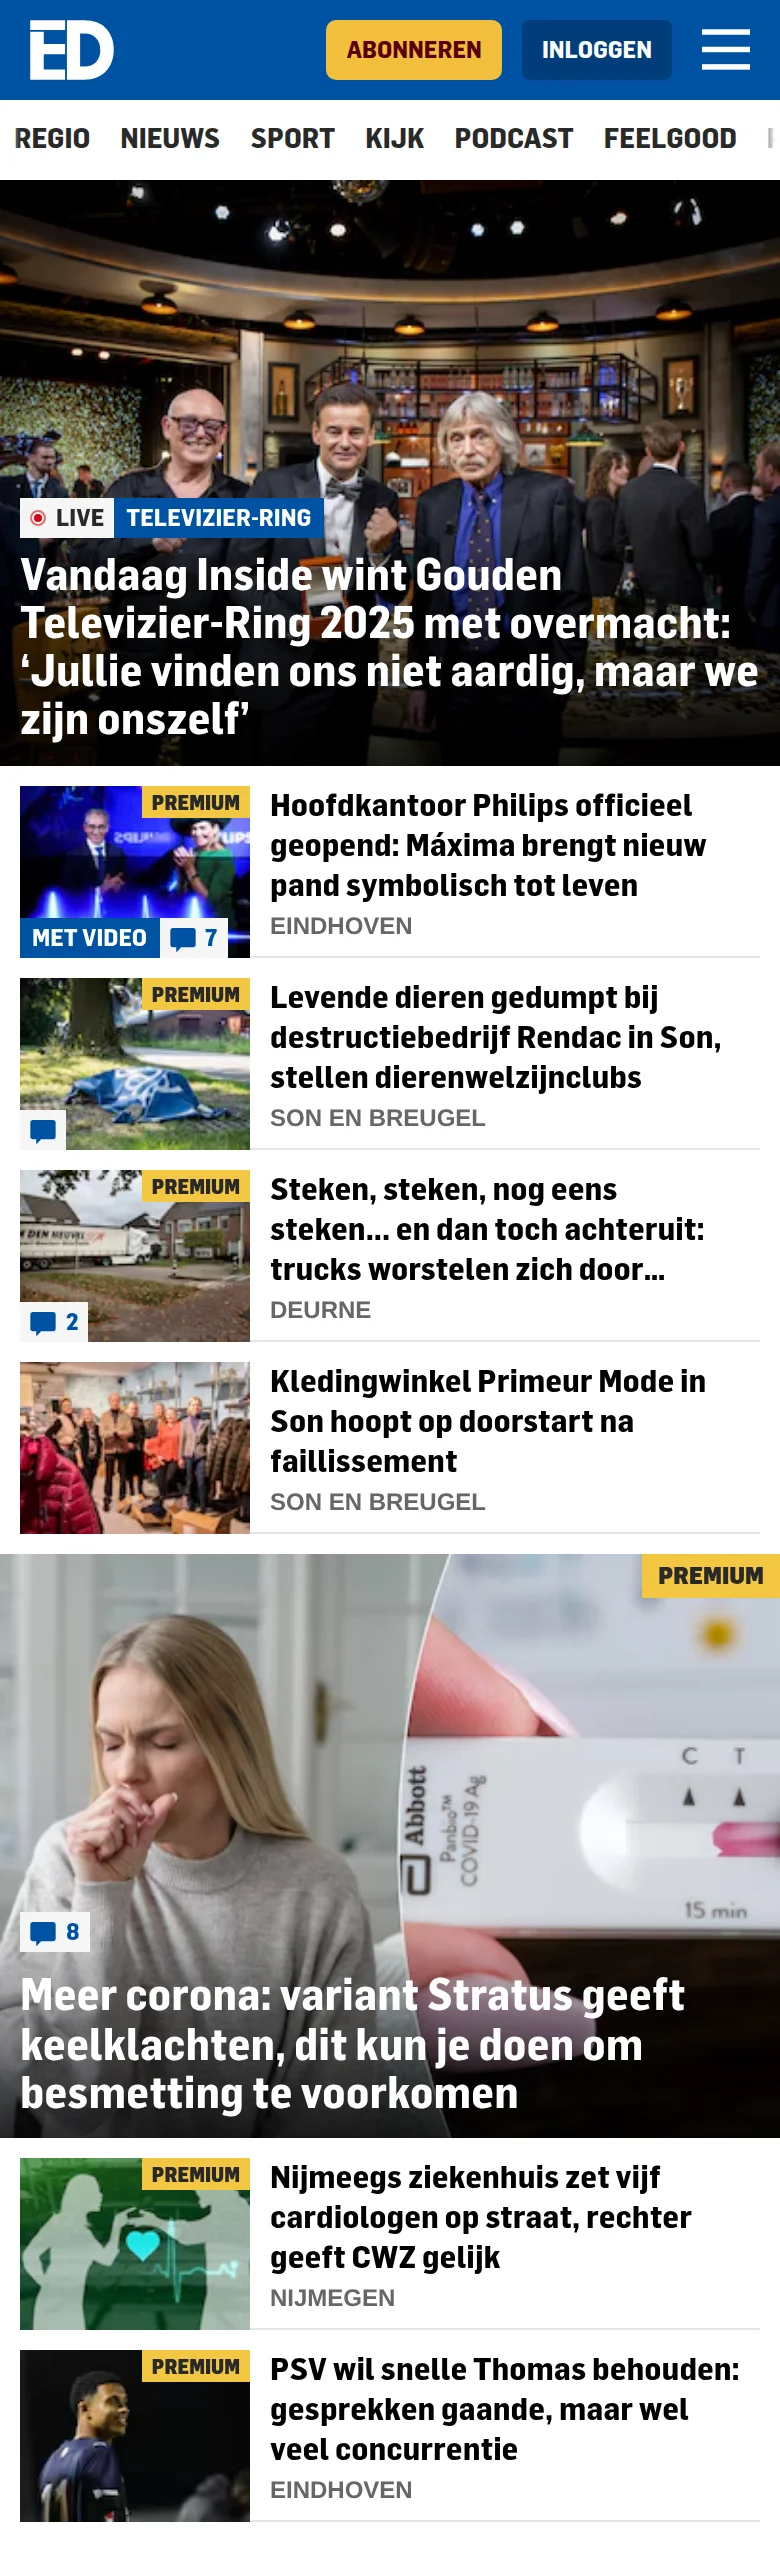 ED
ABONNEREN
INLOGGEN
REGIO NIEUWS SPORT KIJK PODCAST FEELGOOD
LIVE TELEVIZIER-RING
Vandaag Inside wint Gouden
Televizier-Ring 2025 met overmacht:
‘Jullie vinden ons niet aardig, maar we
zijn onszelf’
PREMIUM
MET VIDEO 7
Hoofdkantoor Philips officieel
geopend: Máxima brengt nieuw
pand symbolisch tot leven
EINDHOVEN
PREMIUM
Levende dieren gedumpt bij
destructiebedrijf Rendac in Son,
stellen dierenwelzijnclubs
SON EN BREUGEL
PREMIUM
DEN HEUVEL
2
Steken, steken, nog eens
steken... en dan toch achteruit:
trucks worstelen zich door...
DEURNE
Kledingwinkel Primeur Mode in
Son hoopt op doorstart na
faillissement
SON EN BREUGEL
PREMIUM
C T
Abbott
Panbio™
COVID-19 Ag
15 min
8
Meer corona: variant Stratus geeft
keelklachten, dit kun je doen om
besmetting te voorkomen
PREMIUM
Nijmeegs ziekenhuis zet vijf
cardiologen op straat, rechter
geeft CWZ gelijk
NIJMEGEN
PREMIUM
PSV wil snelle Thomas behouden:
gesprekken gaande, maar wel
veel concurrentie
EINDHOVEN